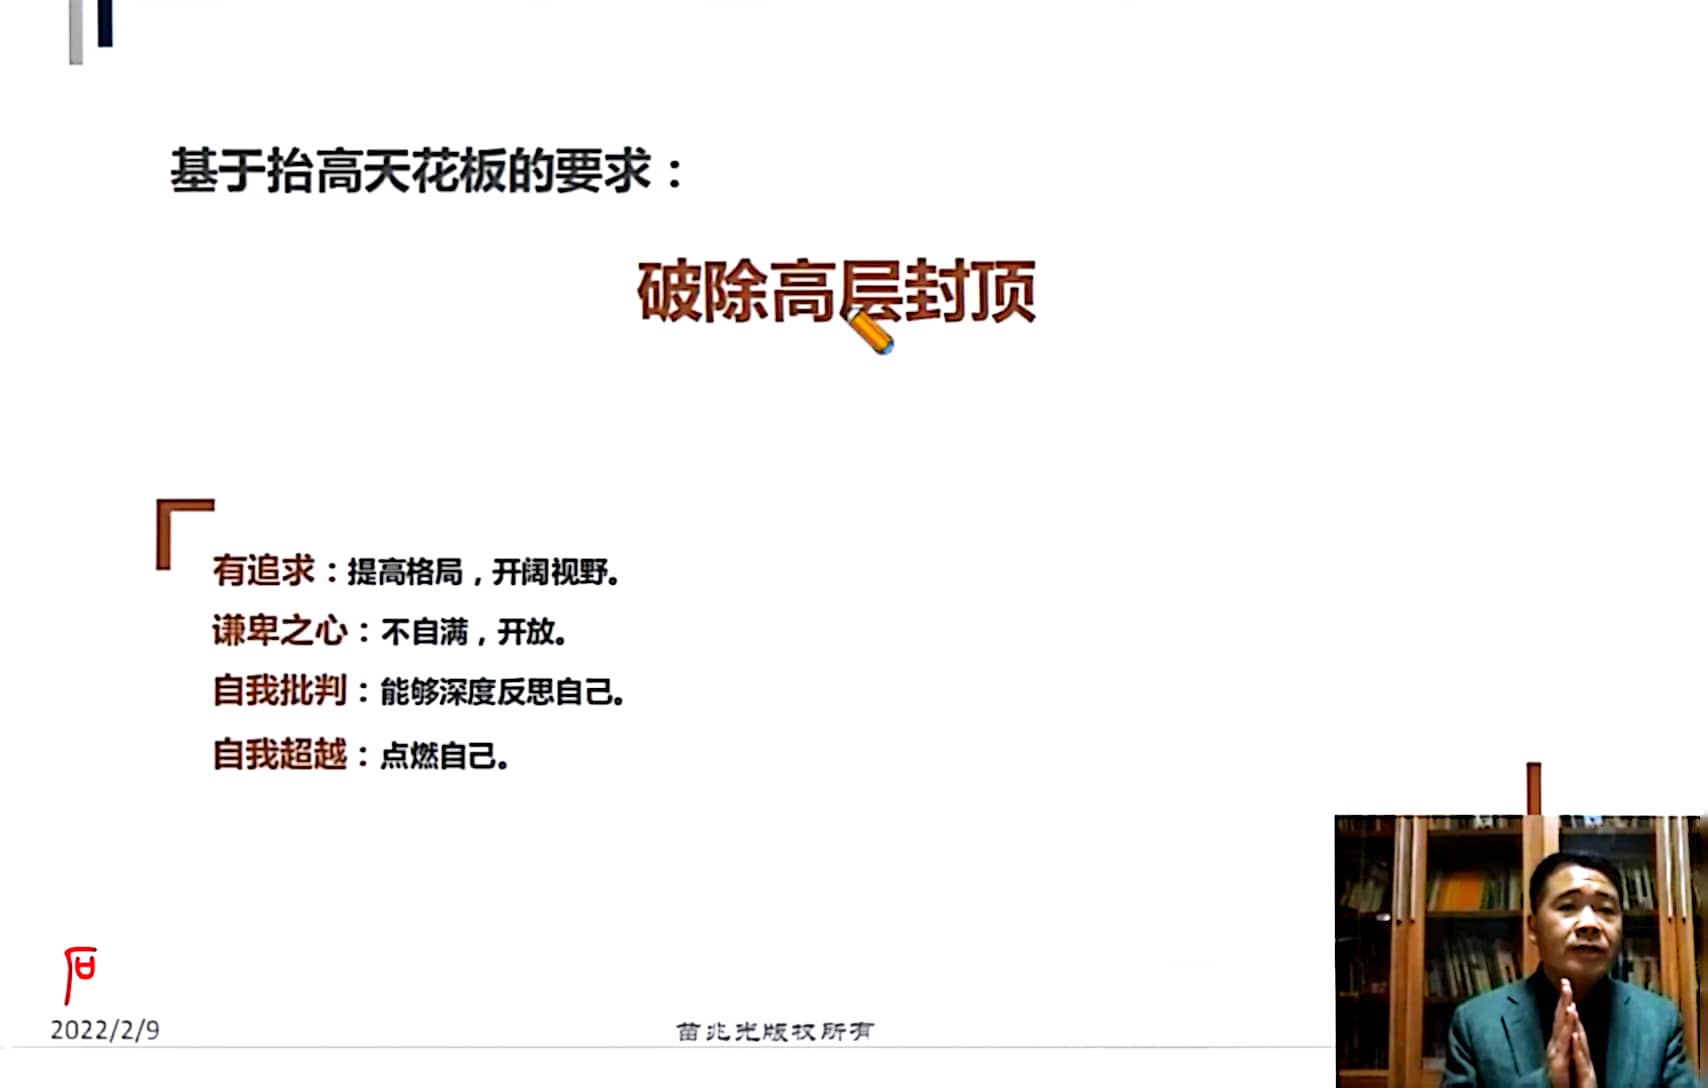 基于抬高天花板的要求：
破除高层封顶
有追求：提高格局，开阔视野。
谦卑之心：不自满，开放。
自我批判：能够深度反思自己。
自我超越：点燃自己。
2022/2/9
苗兆光版权所有